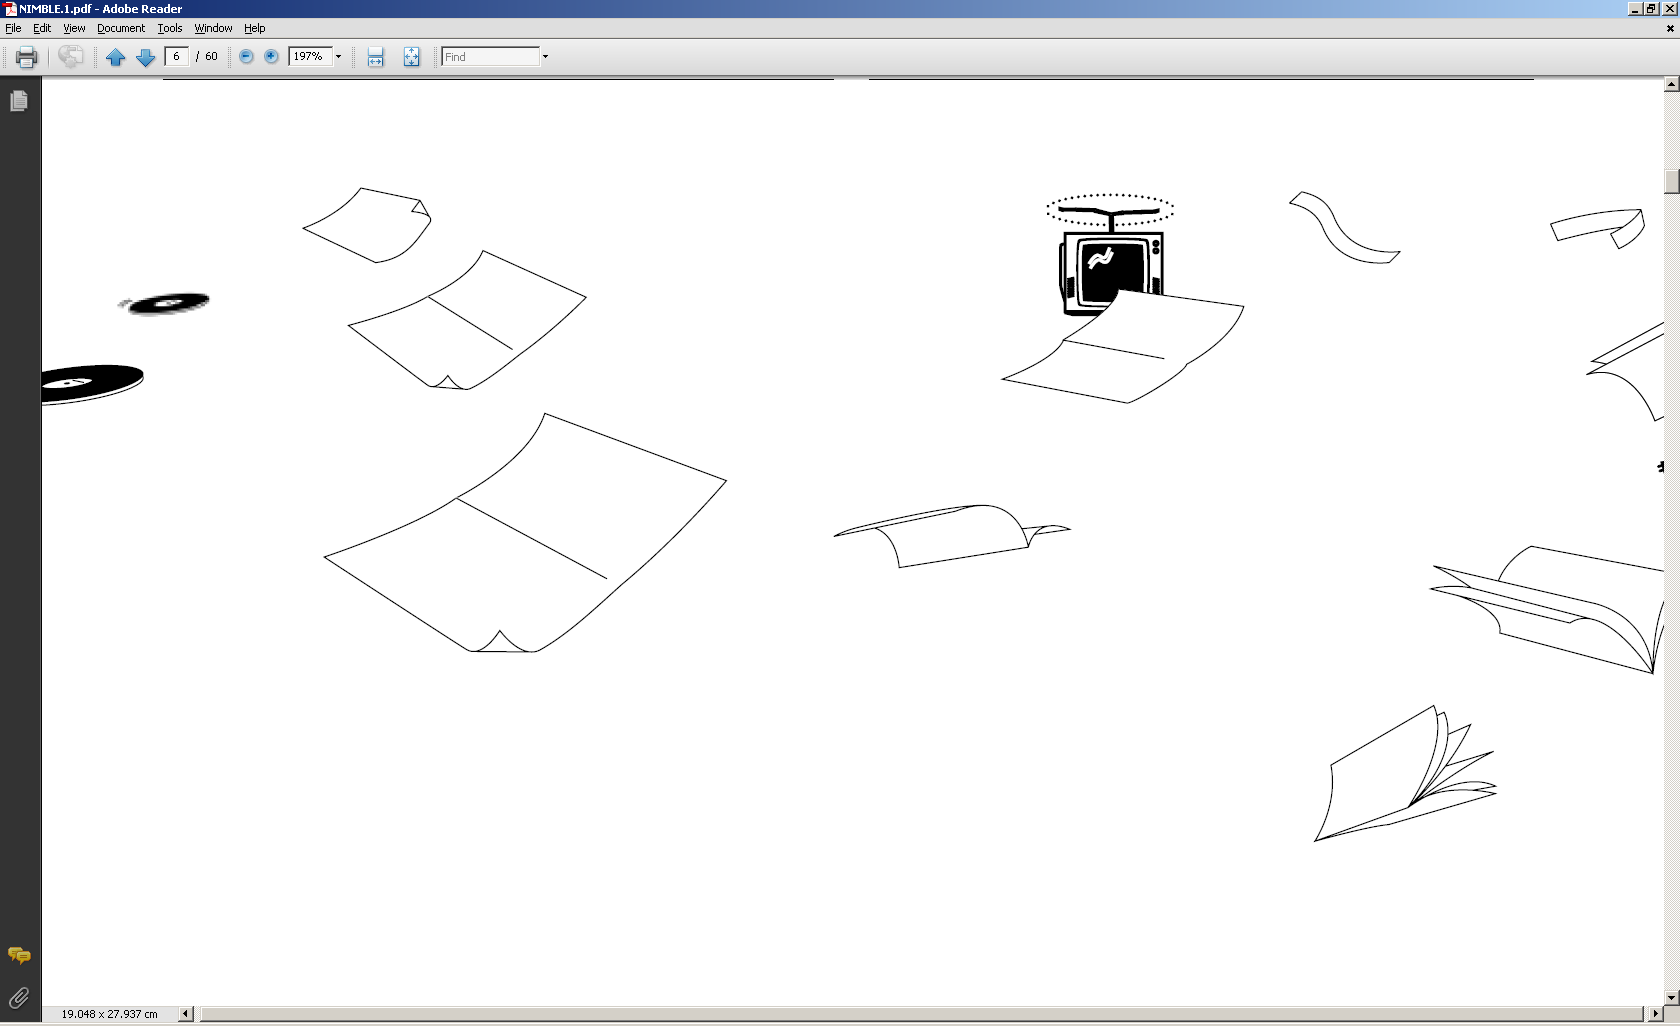 NIMBLE.1.pdf - Adobe Reader
File Edit View Document Tools Window Help
6 / 60 197% Find
19.048 x 27.937 cm